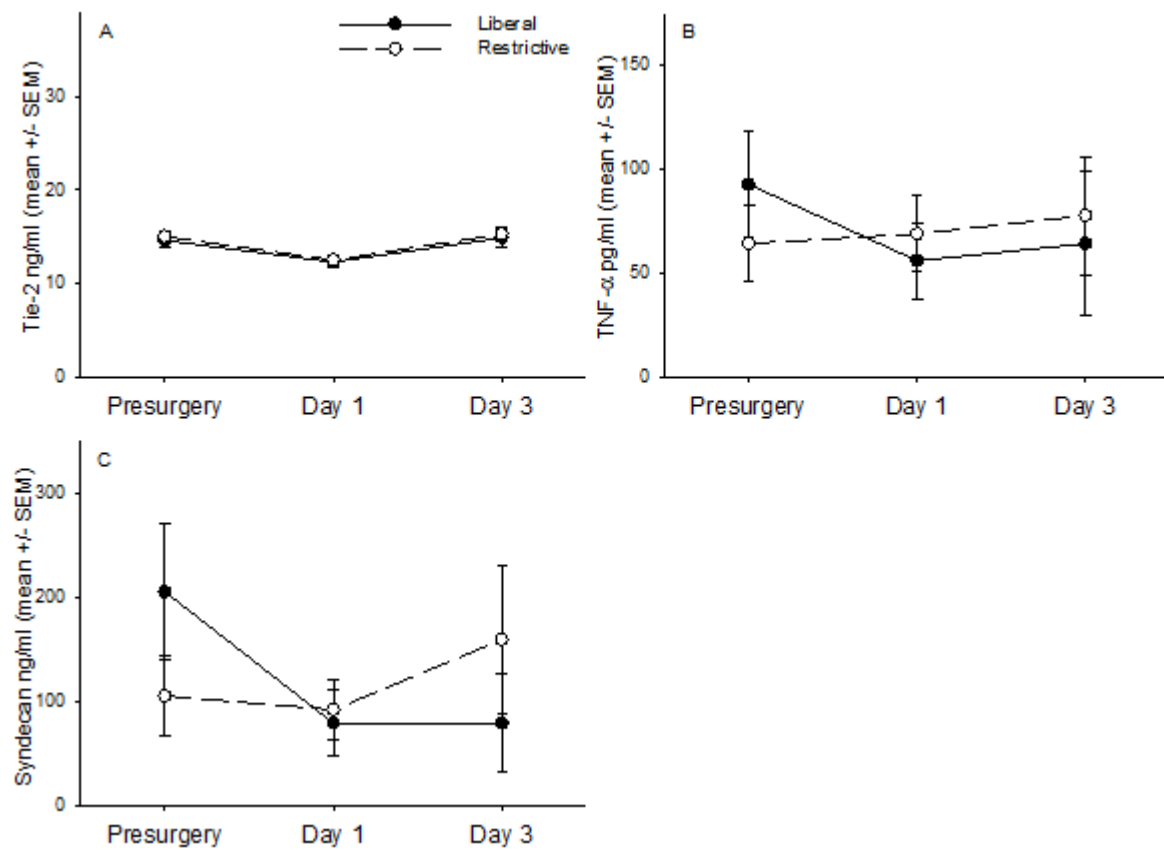 A
Liberal
Restrictive
Tie-2 ng/ml (mean +/- SEM)
30
20
10
0
Presurgery Day 1 Day 3
B
TNF-α pg/ml (mean +/- SEM)
150
100
50
0
Presurgery Day 1 Day 3
C
Syndecan ng/ml (mean +/- SEM)
300
200
100
0
Presurgery Day 1 Day 3